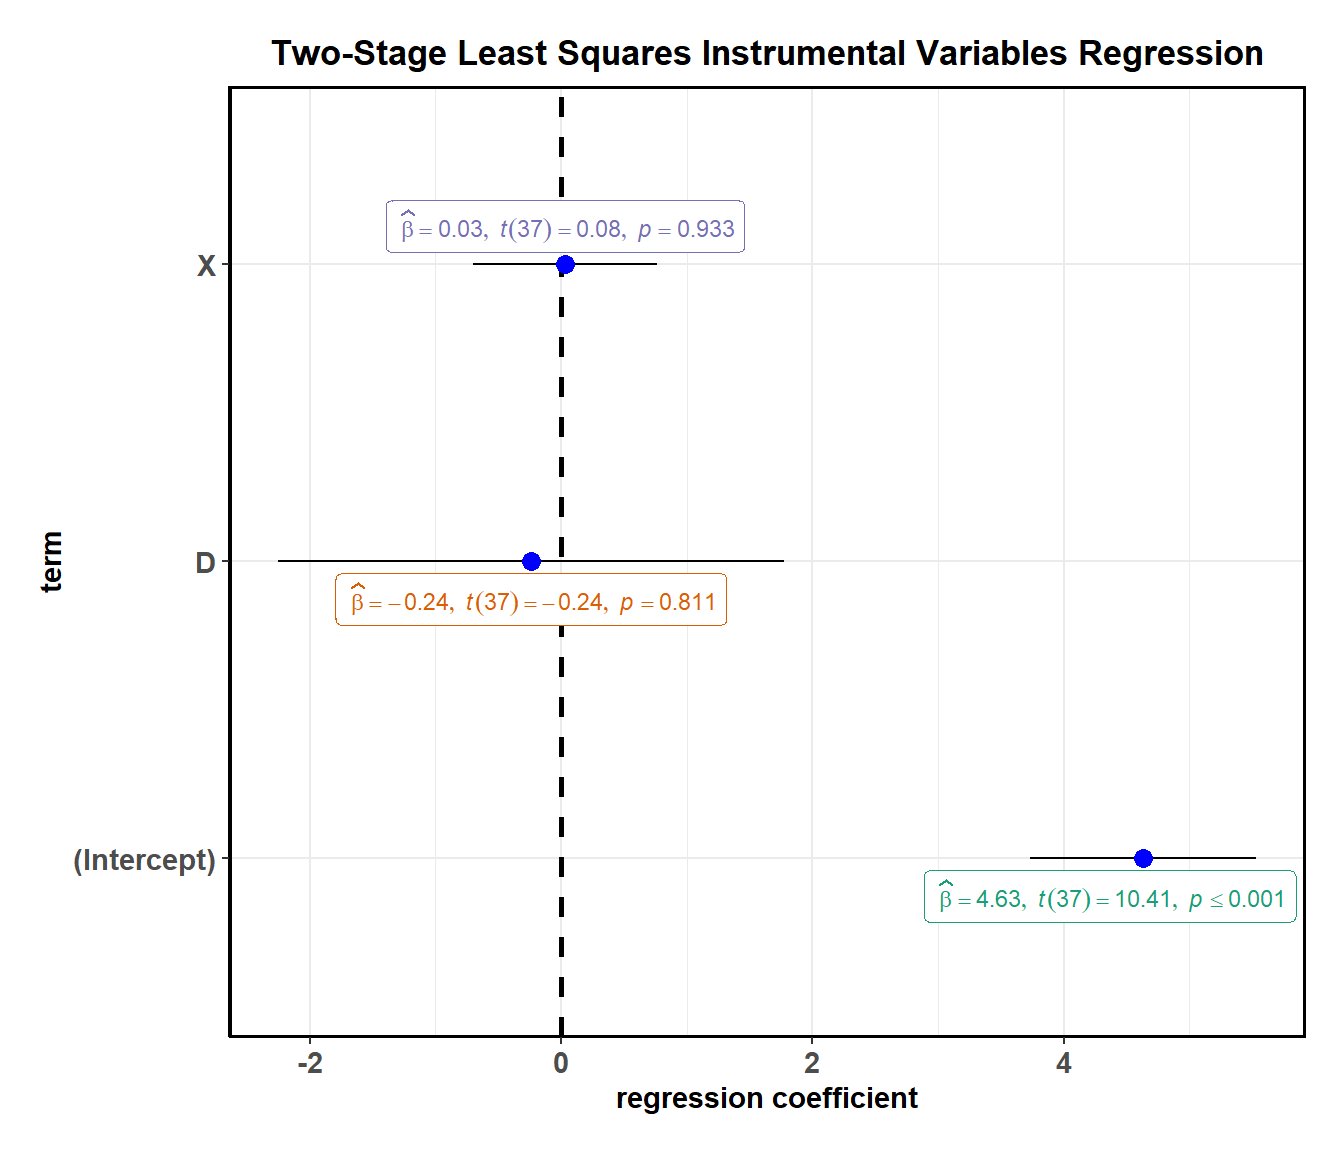 Two-Stage Least Squares Instrumental Variables Regression
β̂ = 0.03, t(37) = 0.08, p = 0.933
X
D
β̂ = −0.24, t(37) = −0.24, p = 0.811
term
(Intercept)
β̂ = 4.63, t(37) = 10.41, p ≤ 0.001
-2 0 2 4
regression coefficient